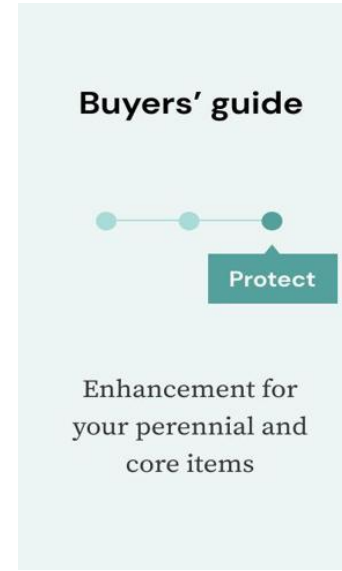 Buyers’ guide
Protect
Enhancement for
your perennial and
core items